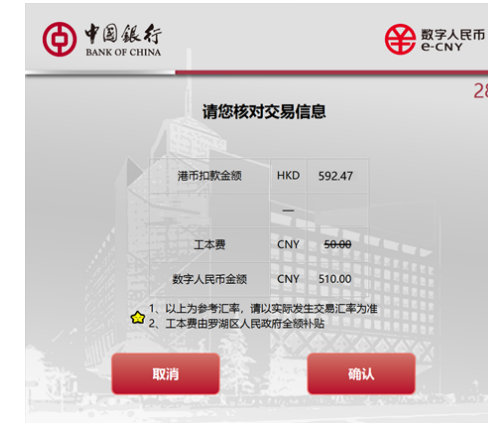 中国银行 数字人民币
BANK OF CHINA e-CNY
28
请您核对交易信息
港币扣款金额 HKD 592.47
—
工本费 CNY 50.00
数字人民币金额 CNY 510.00
1、以上为参考汇率，请以实际发生交易汇率为准
2、工本费由罗湖区人民政府全额补贴
取消 确认